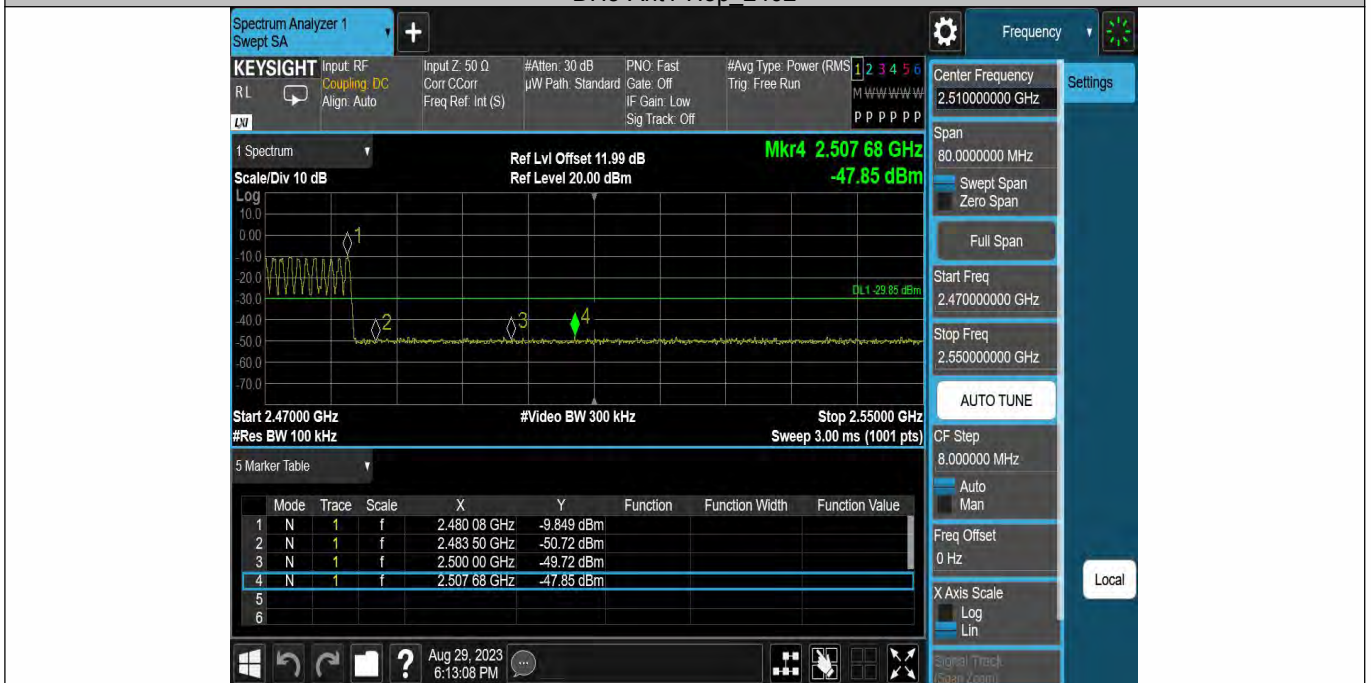 Spectrum Analyzer 1
Swept SA
+
Frequency
KEYSIGHT
RL
LXI
Input: RF
Coupling: DC
Align: Auto
Input Z: 50 Ω
Corr CCorr
Freq Ref: Int (S)
#Atten: 30 dB
µW Path: Standard
PNO: Fast
Gate: Off
IF Gain: Low
Sig Track: Off
#Avg Type: Power (RMS
Trig: Free Run
1 2 3 4 5 6
M W W W W W
P P P P P P
Center Frequency
2.510000000 GHz
Settings
Span
80.0000000 MHz
Swept Span
Zero Span
Full Span
Start Freq
2.470000000 GHz
Stop Freq
2.550000000 GHz
AUTO TUNE
CF Step
8.000000 MHz
Auto
Man
Freq Offset
0 Hz
X Axis Scale
Log
Lin
Signal Track
(Span Zoom)
Local
1 Spectrum
Scale/Div 10 dB
Ref Lvl Offset 11.99 dB
Ref Level 20.00 dBm
Mkr4 2.507 68 GHz
-47.85 dBm
Log
10.0
0.00
-10.0
-20.0
-30.0
-40.0
-50.0
-60.0
-70.0
1
2
3
4
DL1 -29.85 dBm
Start 2.47000 GHz
#Video BW 300 kHz
Stop 2.55000 GHz
#Res BW 100 kHz
Sweep 3.00 ms (1001 pts)
5 Marker Table
Mode Trace Scale X Y Function Function Width Function Value
1 N 1 f 2.480 08 GHz -9.849 dBm
2 N 1 f 2.483 50 GHz -50.72 dBm
3 N 1 f 2.500 00 GHz -49.72 dBm
4 N 1 f 2.507 68 GHz -47.85 dBm
5
6
?
Aug 29, 2023
6:13:08 PM